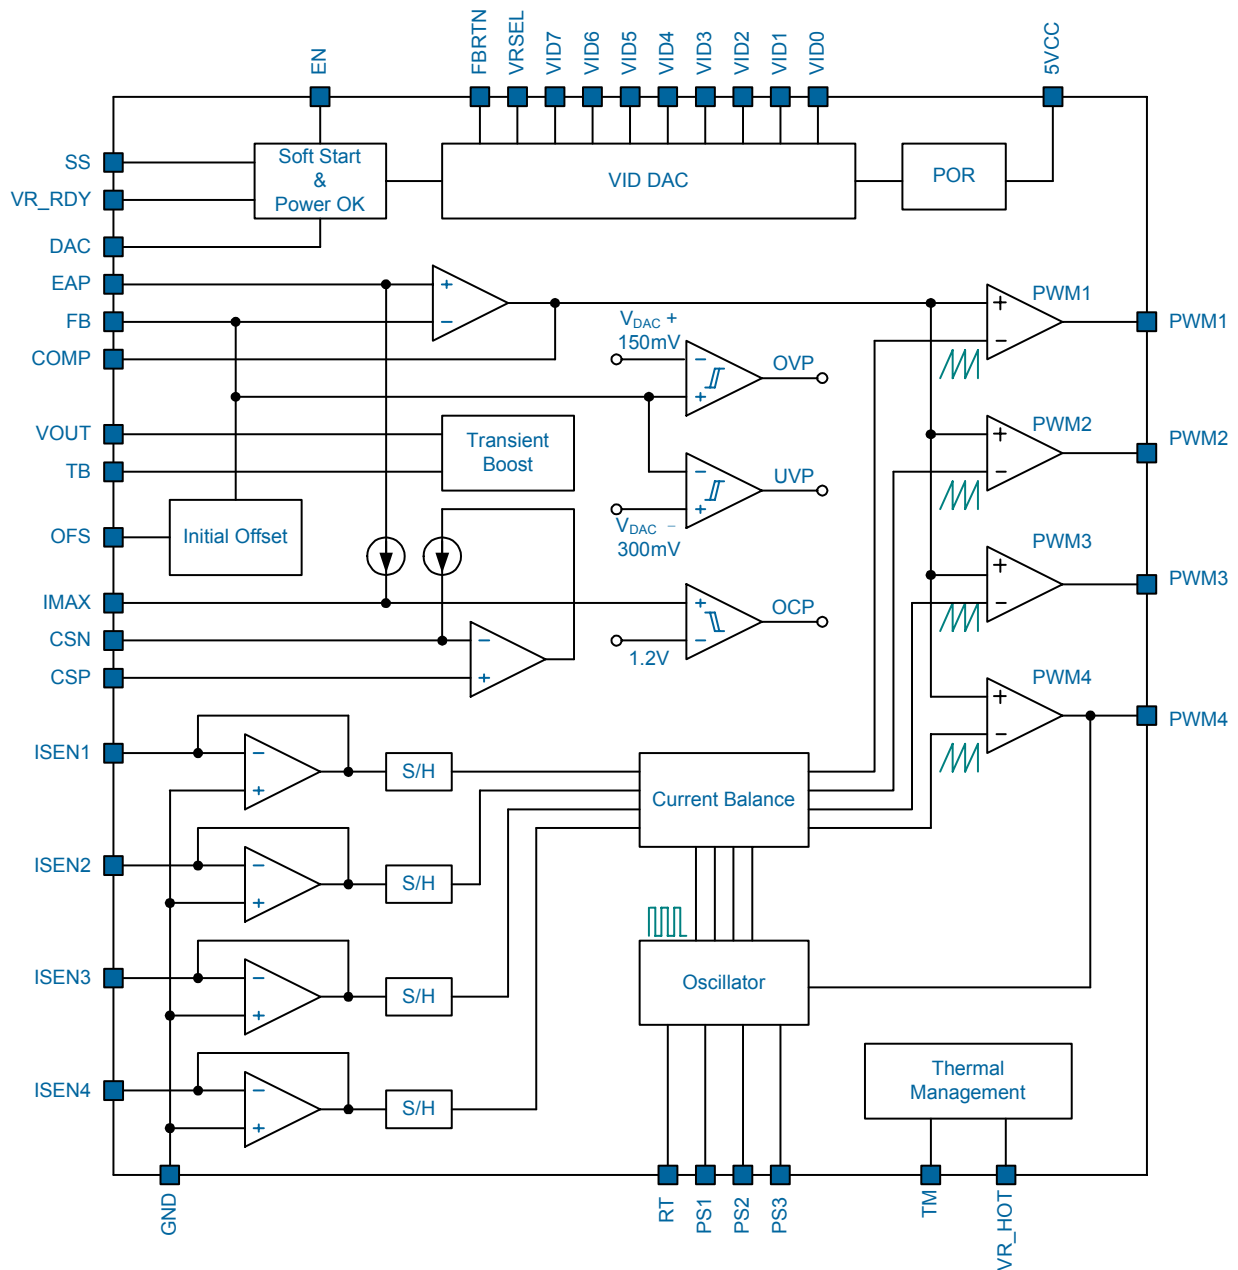 EN
FBRTN
VRSEL
VID7
VID6
VID5
VID4
VID3
VID2
VID1
VID0
5VCC
SS
VR_RDY
DAC
EAP
FB
COMP
VOUT
TB
OFS
IMAX
CSN
CSP
ISEN1
ISEN2
ISEN3
ISEN4
Soft Start
&
Power OK
VID DAC
POR
+
−
VDAC +
150mV
−
+
OVP
Transient
Boost
−
+
UVP
VDAC −
300mV
Initial Offset
+
−
OCP
1.2V
−
+
PWM1
+
−
PWM1
PWM2
+
−
PWM2
PWM3
+
−
PWM3
PWM4
+
−
PWM4
−
+
S/H
−
+
S/H
−
+
S/H
−
+
S/H
Current Balance
Oscillator
Thermal
Management
GND
RT
PS1
PS2
PS3
TM
VR_HOT